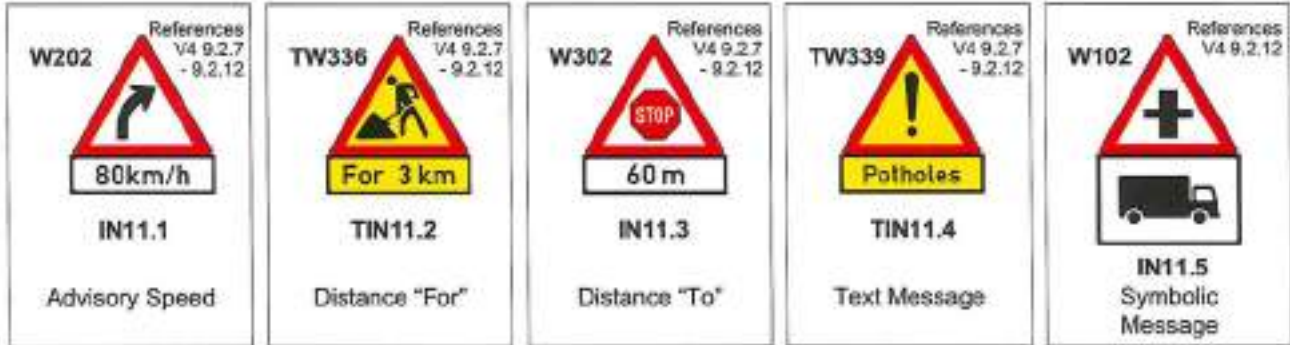 References
V4 9.2.7
- 9.2.12
W202
80km/h
IN11.1
Advisory Speed
References
V4 9.2.7
- 9.2.12
TW336
For 3 km
TIN11.2
Distance "For"
References
V4 9.2.7
- 9.2.12
W302
STOP
60 m
IN11.3
Distance "To"
References
V4 9.2.7
- 9.2.12
TW339
Potholes
TIN11.4
Text Message
References
V4 9.2.12
W102
IN11.5
Symbolic
Message